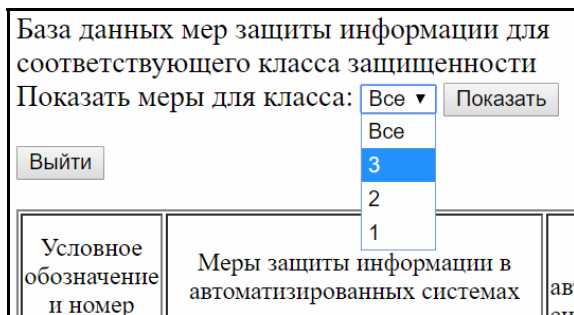 База данных мер защиты информации для
соответствующего класса защищенности
Показать меры для класса: Все ▼ Показать
Все
3
2
1
Выйти
Условное
обозначение
и номер
Меры защиты информации в
автоматизированных системах